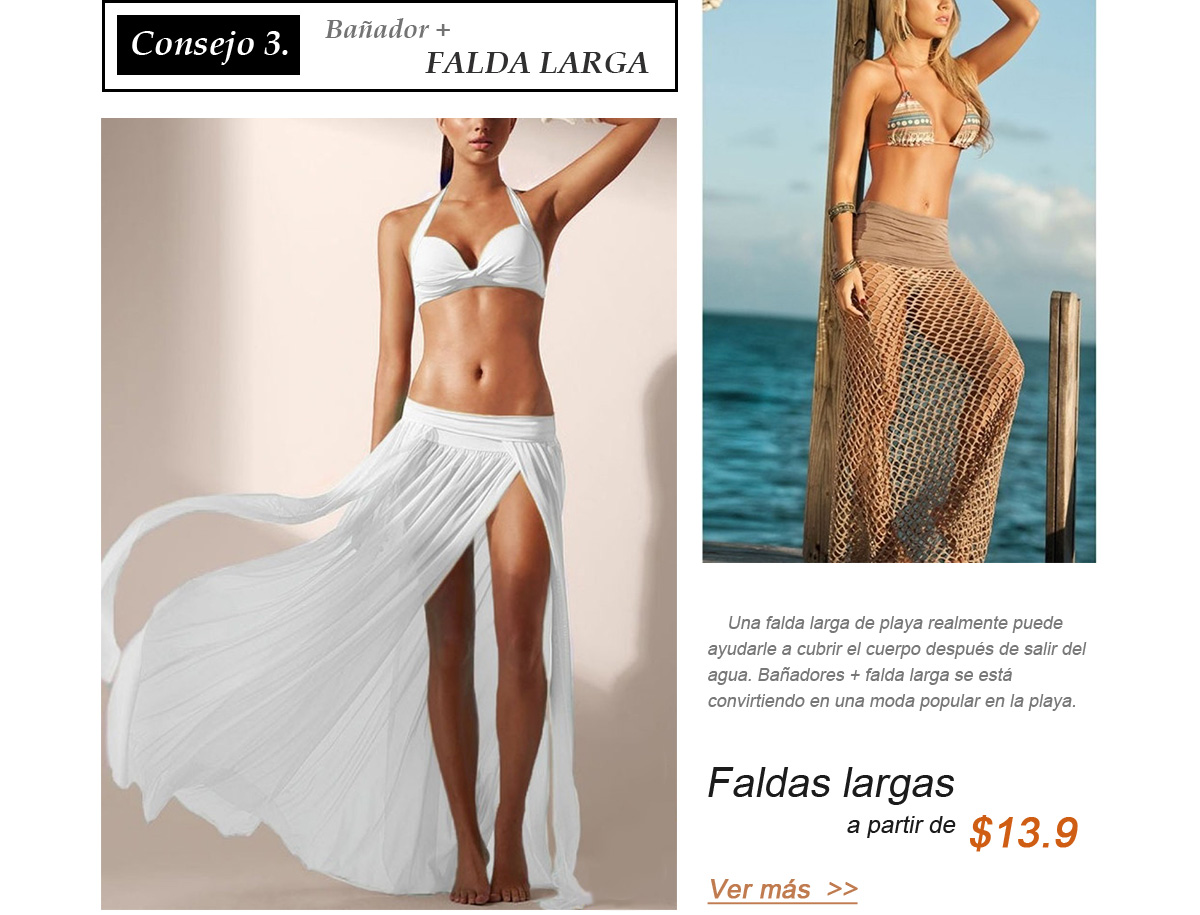 Consejo 3.
Bañador +
FALDA LARGA
Una falda larga de playa realmente puede
ayudarle a cubrir el cuerpo después de salir del
agua. Bañadores + falda larga se está
convirtiendo en una moda popular en la playa.
Faldas largas
a partir de $13.9
Ver más >>